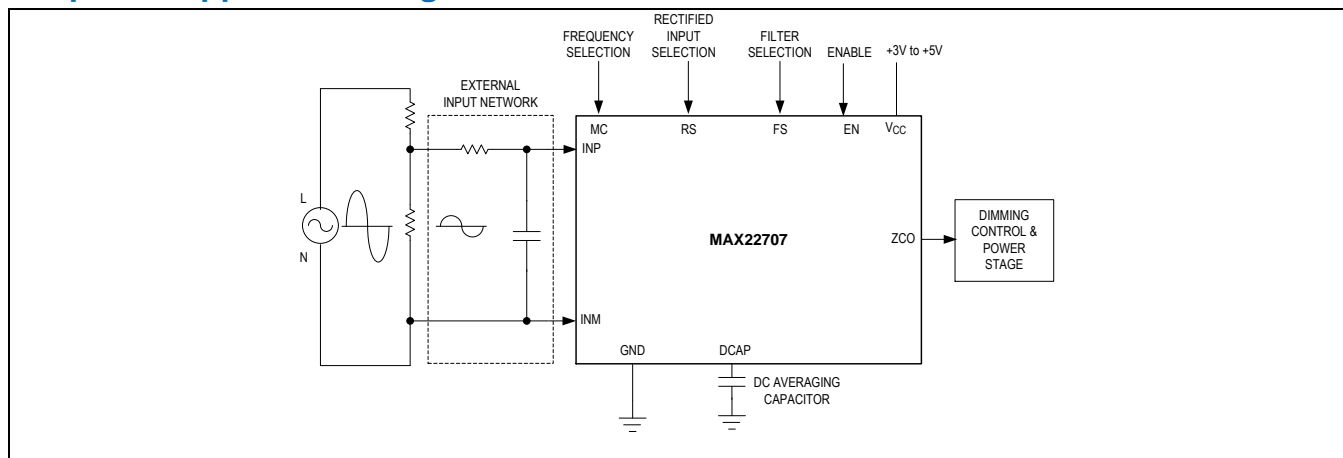 RECTIFIED
INPUT
SELECTION
FREQUENCY
SELECTION
FILTER
SELECTION
ENABLE
+3V to +5V
EXTERNAL
INPUT NETWORK
MC
RS
FS
EN
VCC
INP
L
N
MAX22707
ZCO
DIMMING
CONTROL &
POWER
STAGE
INM
GND
DCAP
DC AVERAGING
CAPACITOR